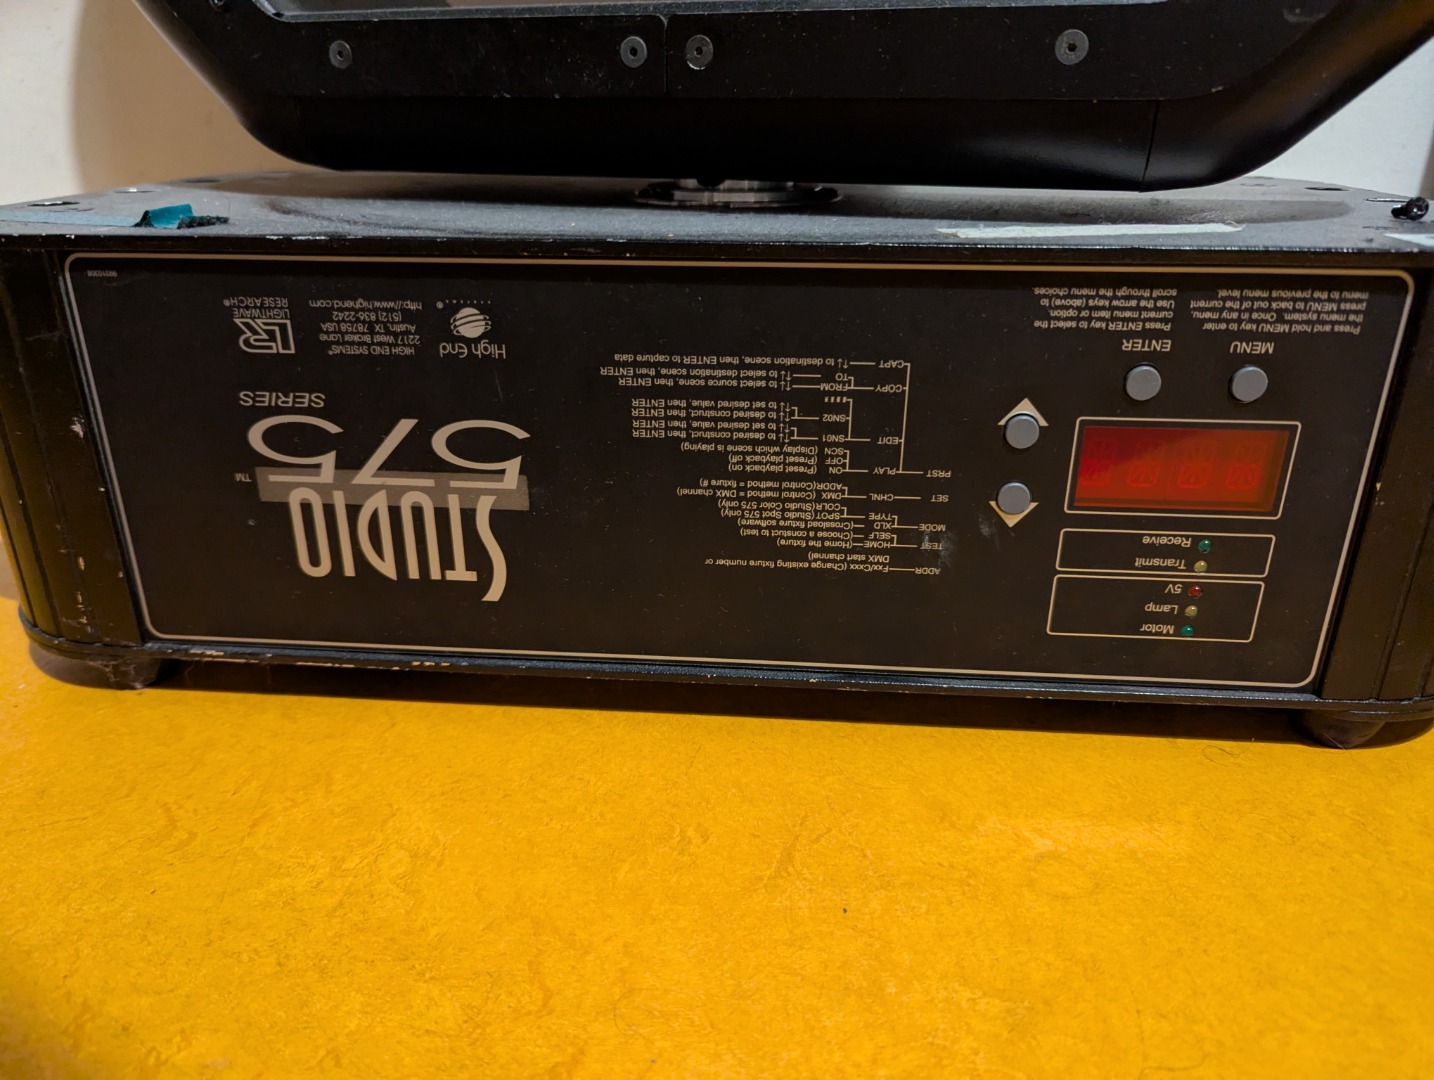 Motor
Lamp
5V
Transmit
Receive
MENU
ENTER
Press and hold MENU key to enter
the menu system. Once in any menu,
press MENU to back out of the current
menu to the previous menu level.
Press ENTER key to select the
current menu item or option.
Use the arrow keys (above) to
scroll through the menu choices.
ADDR Fxx/Cxxx (Change existing fixture number or
DMX start channel
TEST HOME (Home the fixture)
SELF (Choose a construct to test)
MODE XLD (Crossload fixture software)
TYPE SPOT (Studio Spot 575 only)
COLR (Studio Color 575 only)
SET CHNL DMX (Control method = DMX channel)
ADDR (Control method = fixture #)
PRST PLAY ON (Preset playback on)
OFF (Preset playback off)
SCN (Display which scene is playing)
EDIT SN01 ↑↓ to desired construct, then ENTER
↑↓ to set desired value, then ENTER
SN02 ↑↓ to desired construct, then ENTER
↑↓ to set desired value, then ENTER
COPY FROM ↑↓ to select source scene, then ENTER
TO ↑↓ to select destination scene, then ENTER
CAPT ↑↓ to destination scene, then ENTER to capture data
STUDIO
575™
SERIES
High End
SYSTEMS®
HIGH END SYSTEMS®
2217 West Braker Lane
Austin, TX 78758 USA
(512) 836-2242
http://www.highend.com
LR
LIGHTWAVE
RESEARCH®